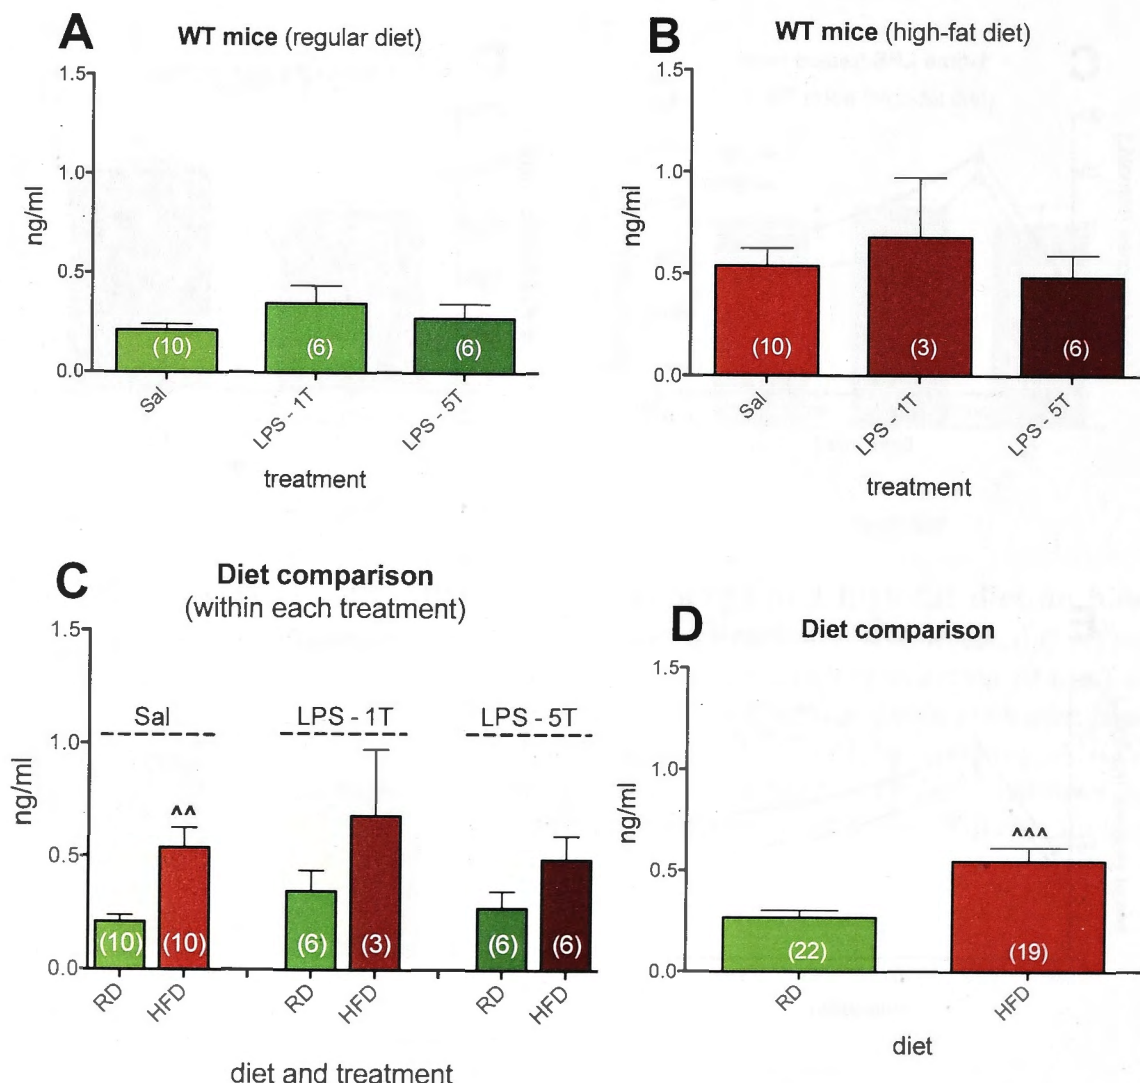 A
WT mice (regular diet)
1.5
1.0
0.5
0.0
ng/ml
(10)
(6)
(6)
Sal
LPS - 1T
LPS - 5T
treatment
B
WT mice (high-fat diet)
1.5
1.0
0.5
0.0
ng/ml
(10)
(3)
(6)
Sal
LPS - 1T
LPS - 5T
treatment
C
Diet comparison
(within each treatment)
1.5
1.0
0.5
0.0
ng/ml
Sal
LPS - 1T
LPS - 5T
^^
(10)
(10)
(6)
(3)
(6)
(6)
RD
HFD
RD
HFD
RD
HFD
diet and treatment
D
Diet comparison
1.5
1.0
0.5
0.0
ng/ml
^^^
(22)
(19)
RD
HFD
diet